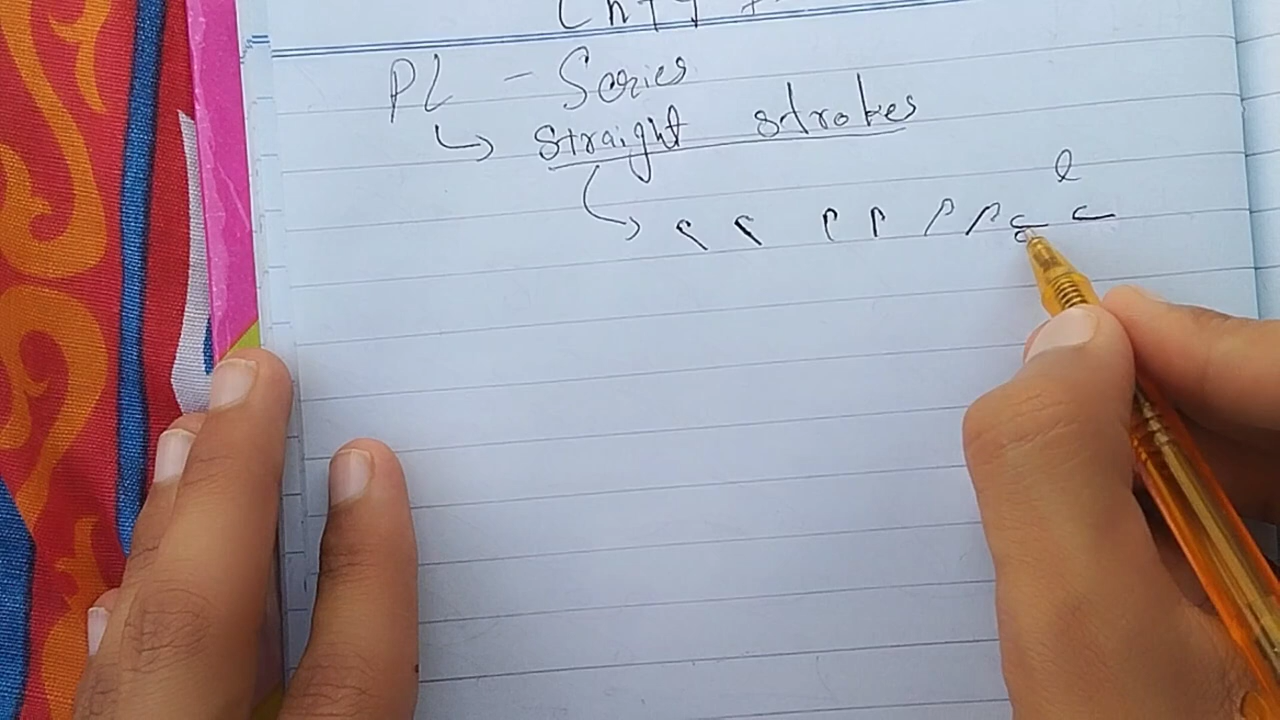 PL - Series
↳ straight strokes
l